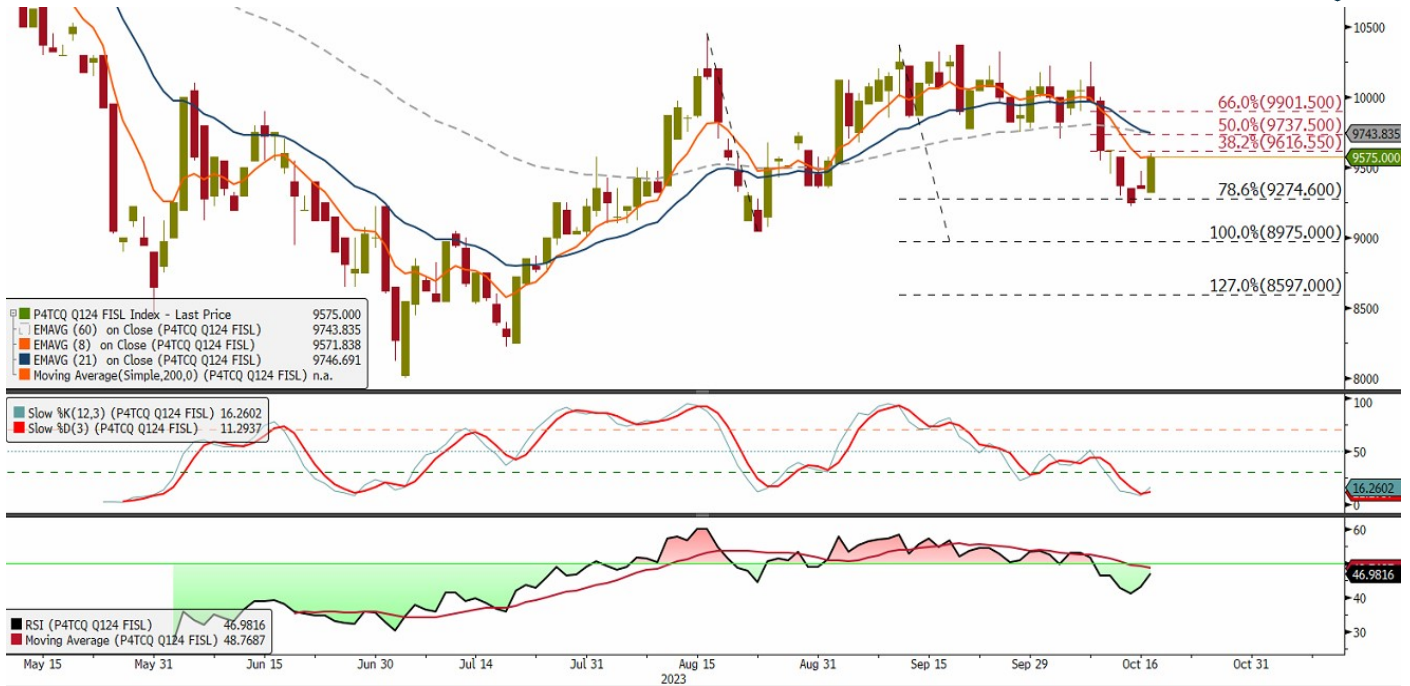 10500
10000
9500
9000
8500
8000
66.0%(9901.500)
50.0%(9737.500)
38.2%(9616.550)
78.6%(9274.600)
100.0%(8975.000)
127.0%(8597.000)
9743.835
9575.000
P4TCQ Q124 FISL Index - Last Price 9575.000
EMAVG (60) on Close (P4TCQ Q124 FISL) 9743.835
EMAVG (8) on Close (P4TCQ Q124 FISL) 9571.838
EMAVG (21) on Close (P4TCQ Q124 FISL) 9746.691
Moving Average(Simple,200,0) (P4TCQ Q124 FISL) n.a.
Slow %K(12,3) (P4TCQ Q124 FISL) 16.2602
Slow %D(3) (P4TCQ Q124 FISL) 11.2937
100
50
16.2602
0
RSI (P4TCQ Q124 FISL) 46.9816
Moving Average (P4TCQ Q124 FISL) 48.7687
60
46.9816
40
30
May 15 May 31 Jun 15 Jun 30 Jul 14 Jul 31 Aug 15 Aug 31 Sep 15 Sep 29 Oct 16 Oct 31
2023